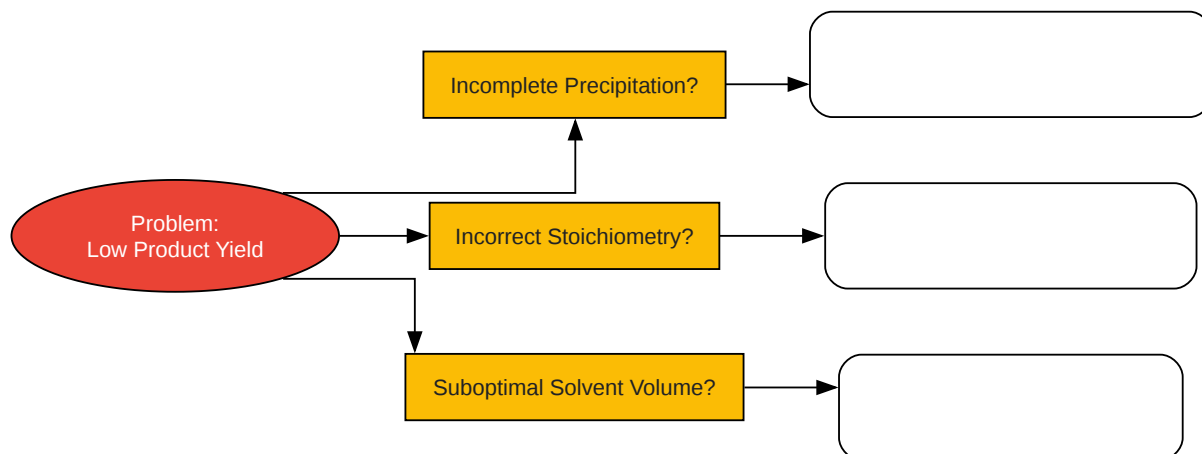 Incomplete Precipitation?
Problem:
Low Product Yield
Incorrect Stoichiometry?
Suboptimal Solvent Volume?